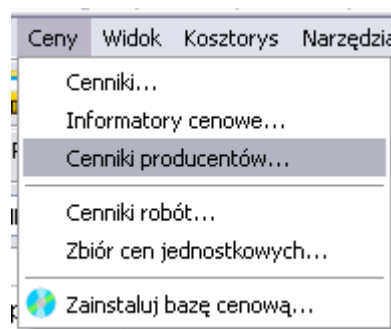 Ceny Widok Kosztorys Narzędzia
Cenniki...
Informatory cenowe...
Cenniki producentów...
Cenniki robót...
Zbiór cen jednostkowych...
Zainstaluj bazę cenową...